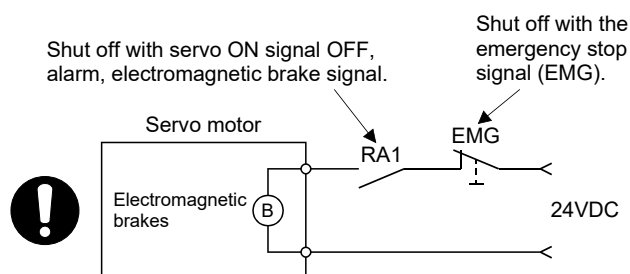 Shut off with servo ON signal OFF,
alarm, electromagnetic brake signal.
Shut off with the
emergency stop
signal (EMG).
Servo motor
RA1
EMG
Electromagnetic
brakes
B
24VDC